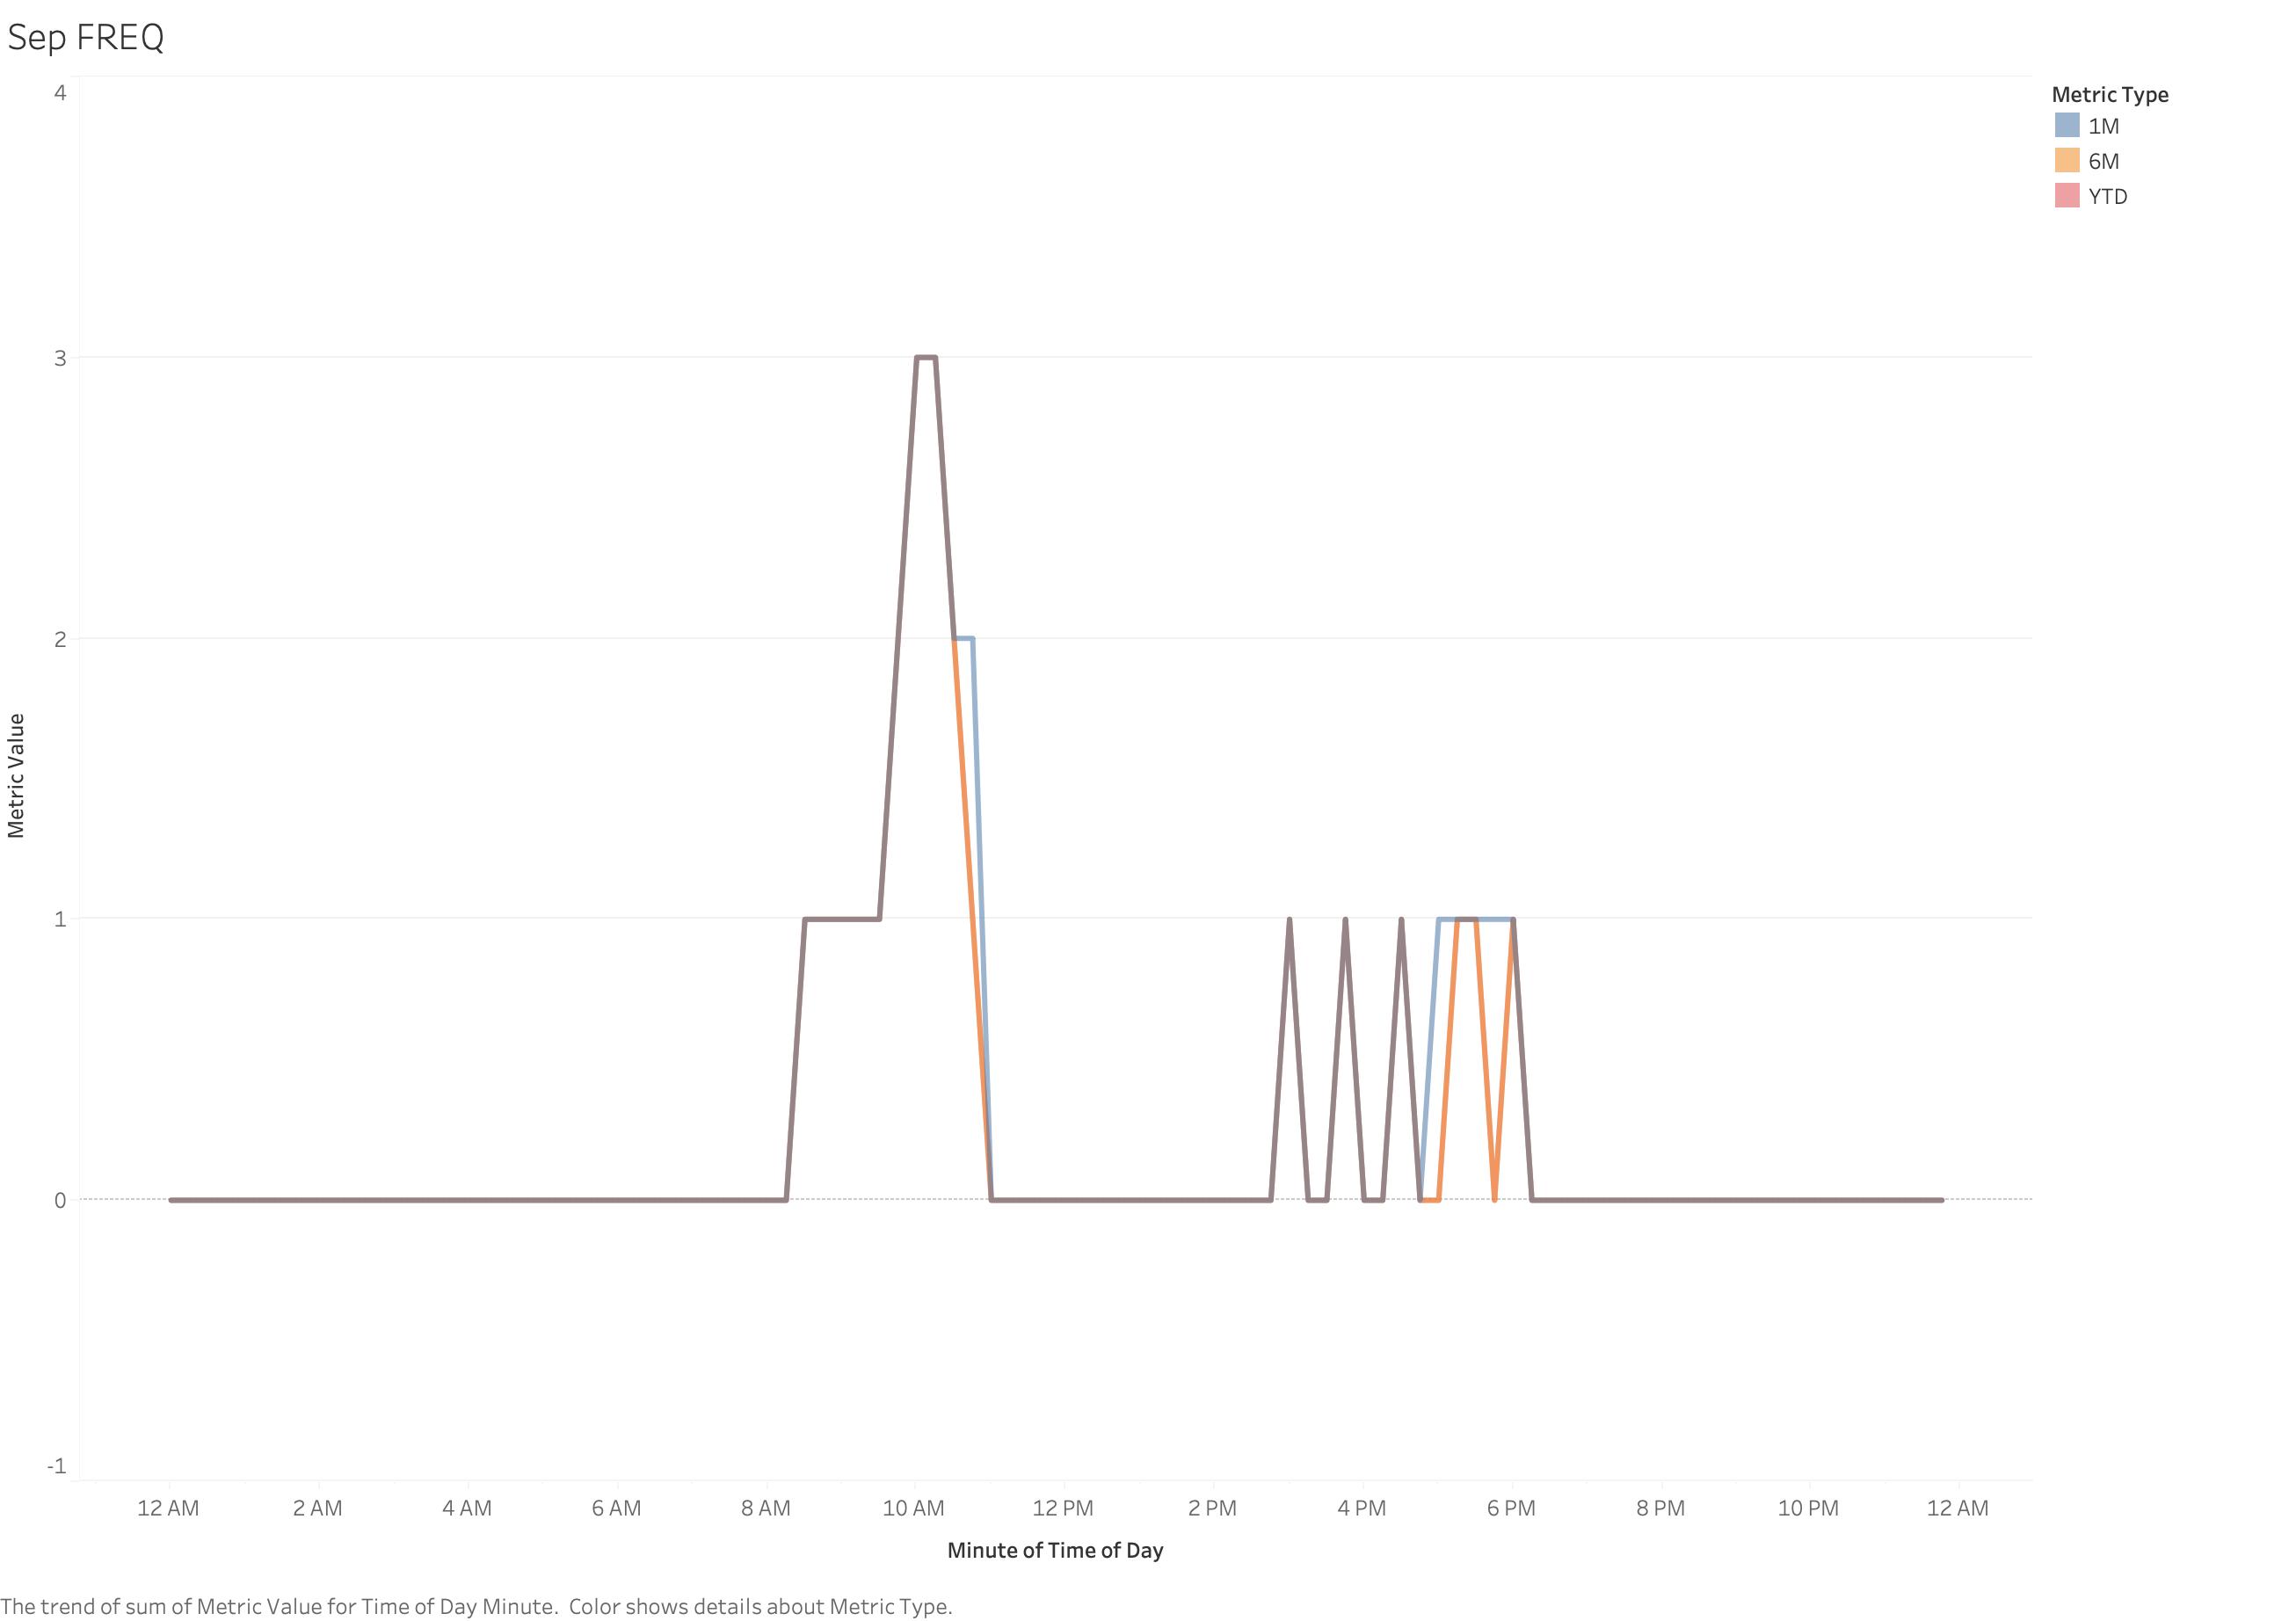 Sep FREQ
4
3
2
1
0
-1
Metric Value
12 AM 2 AM 4 AM 6 AM 8 AM 10 AM 12 PM 2 PM 4 PM 6 PM 8 PM 10 PM 12 AM
Minute of Time of Day
Metric Type
1M
6M
YTD
The trend of sum of Metric Value for Time of Day Minute.  Color shows details about Metric Type.